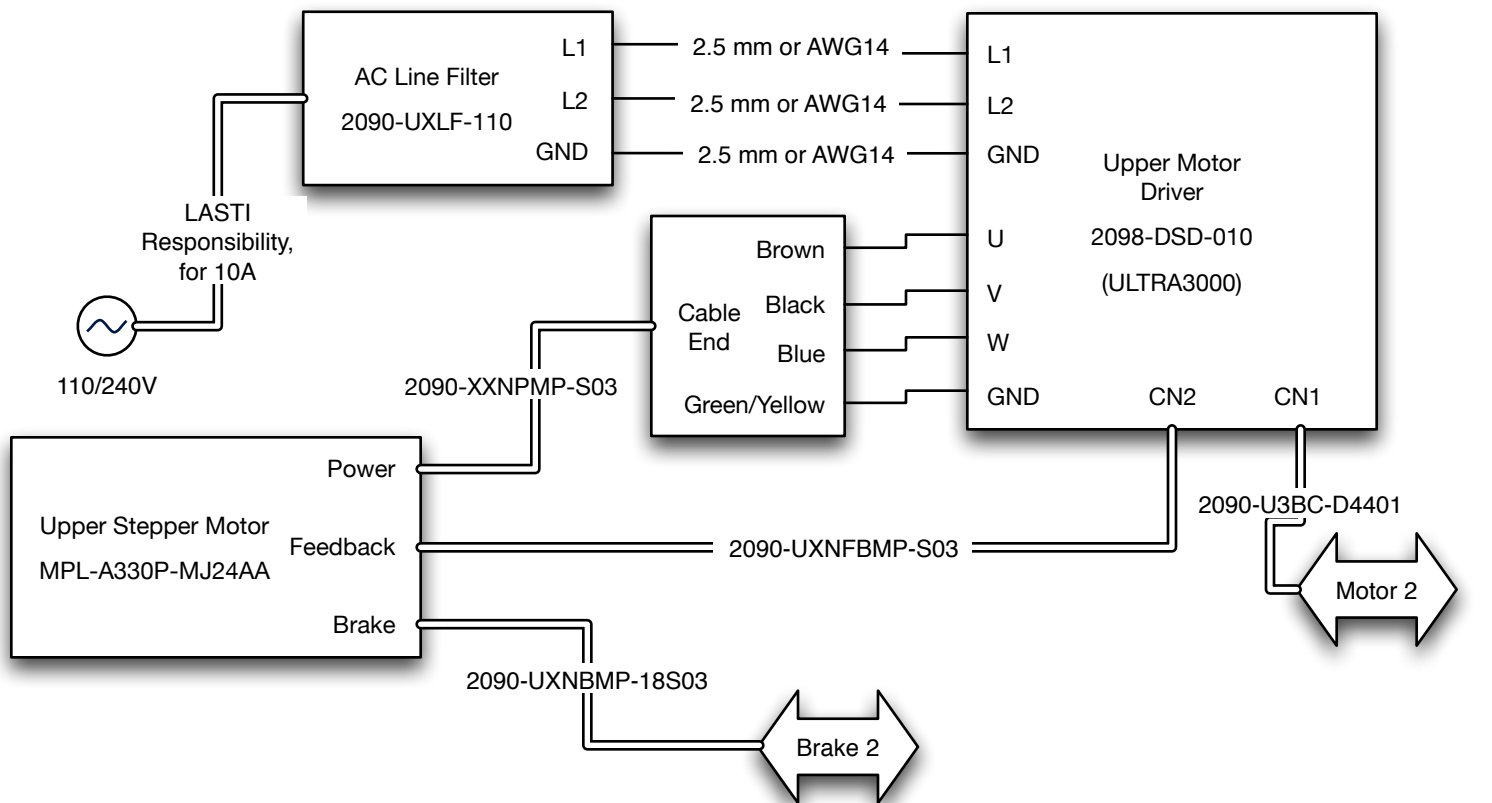 AC Line Filter
2090-UXLF-110
L1
L2
GND
2.5 mm or AWG14
2.5 mm or AWG14
2.5 mm or AWG14
L1
L2
GND
U
V
W
GND
Upper Motor
Driver
2098-DSD-010
(ULTRA3000)
CN2
CN1
LASTI
Responsibility,
for 10A
110/240V
Cable
End
Brown
Black
Blue
Green/Yellow
2090-XXNPMP-S03
Upper Stepper Motor
MPL-A330P-MJ24AA
Power
Feedback
Brake
2090-UXNFBMP-S03
2090-U3BC-D4401
Motor 2
2090-UXNBMP-18S03
Brake 2